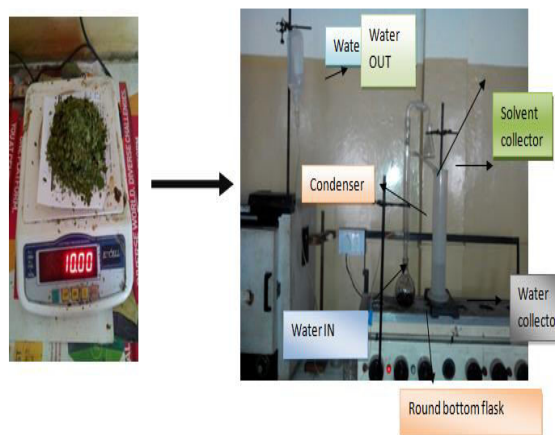 10.00
Wate
Water
OUT
Solvent
collector
Condenser
Water IN
Water
collecto
Round bottom flask